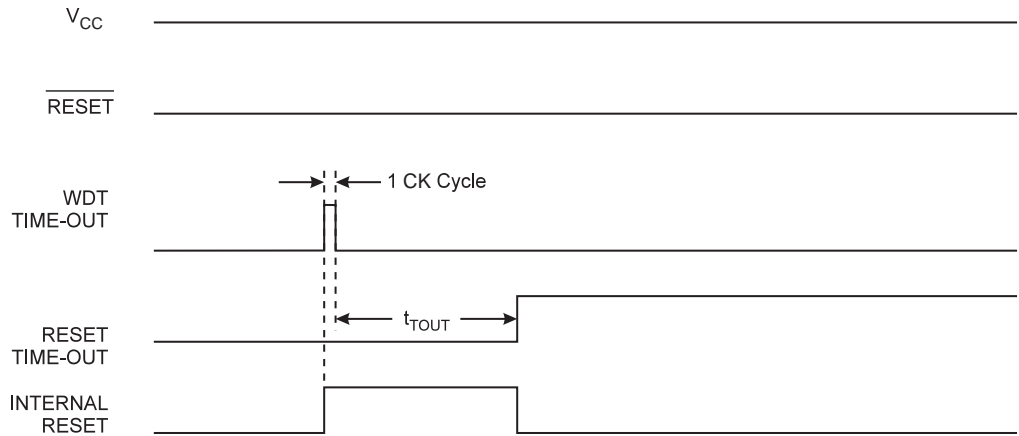 VCC
RESET
1 CK Cycle
WDT
TIME-OUT
tTOUT
RESET
TIME-OUT
INTERNAL
RESET